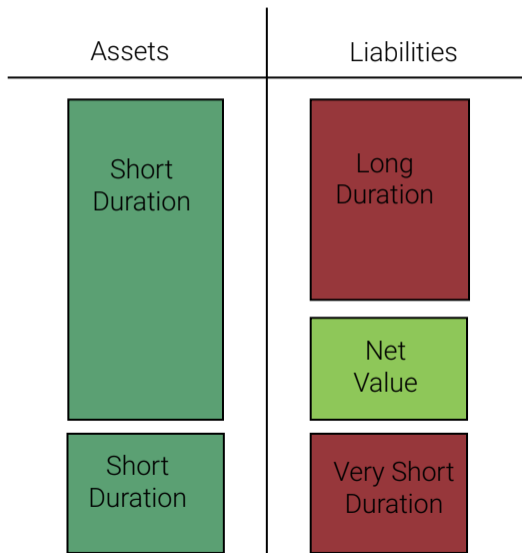 Assets
Liabilities
Short
Duration
Long
Duration
Net
Value
Short
Duration
Very Short
Duration